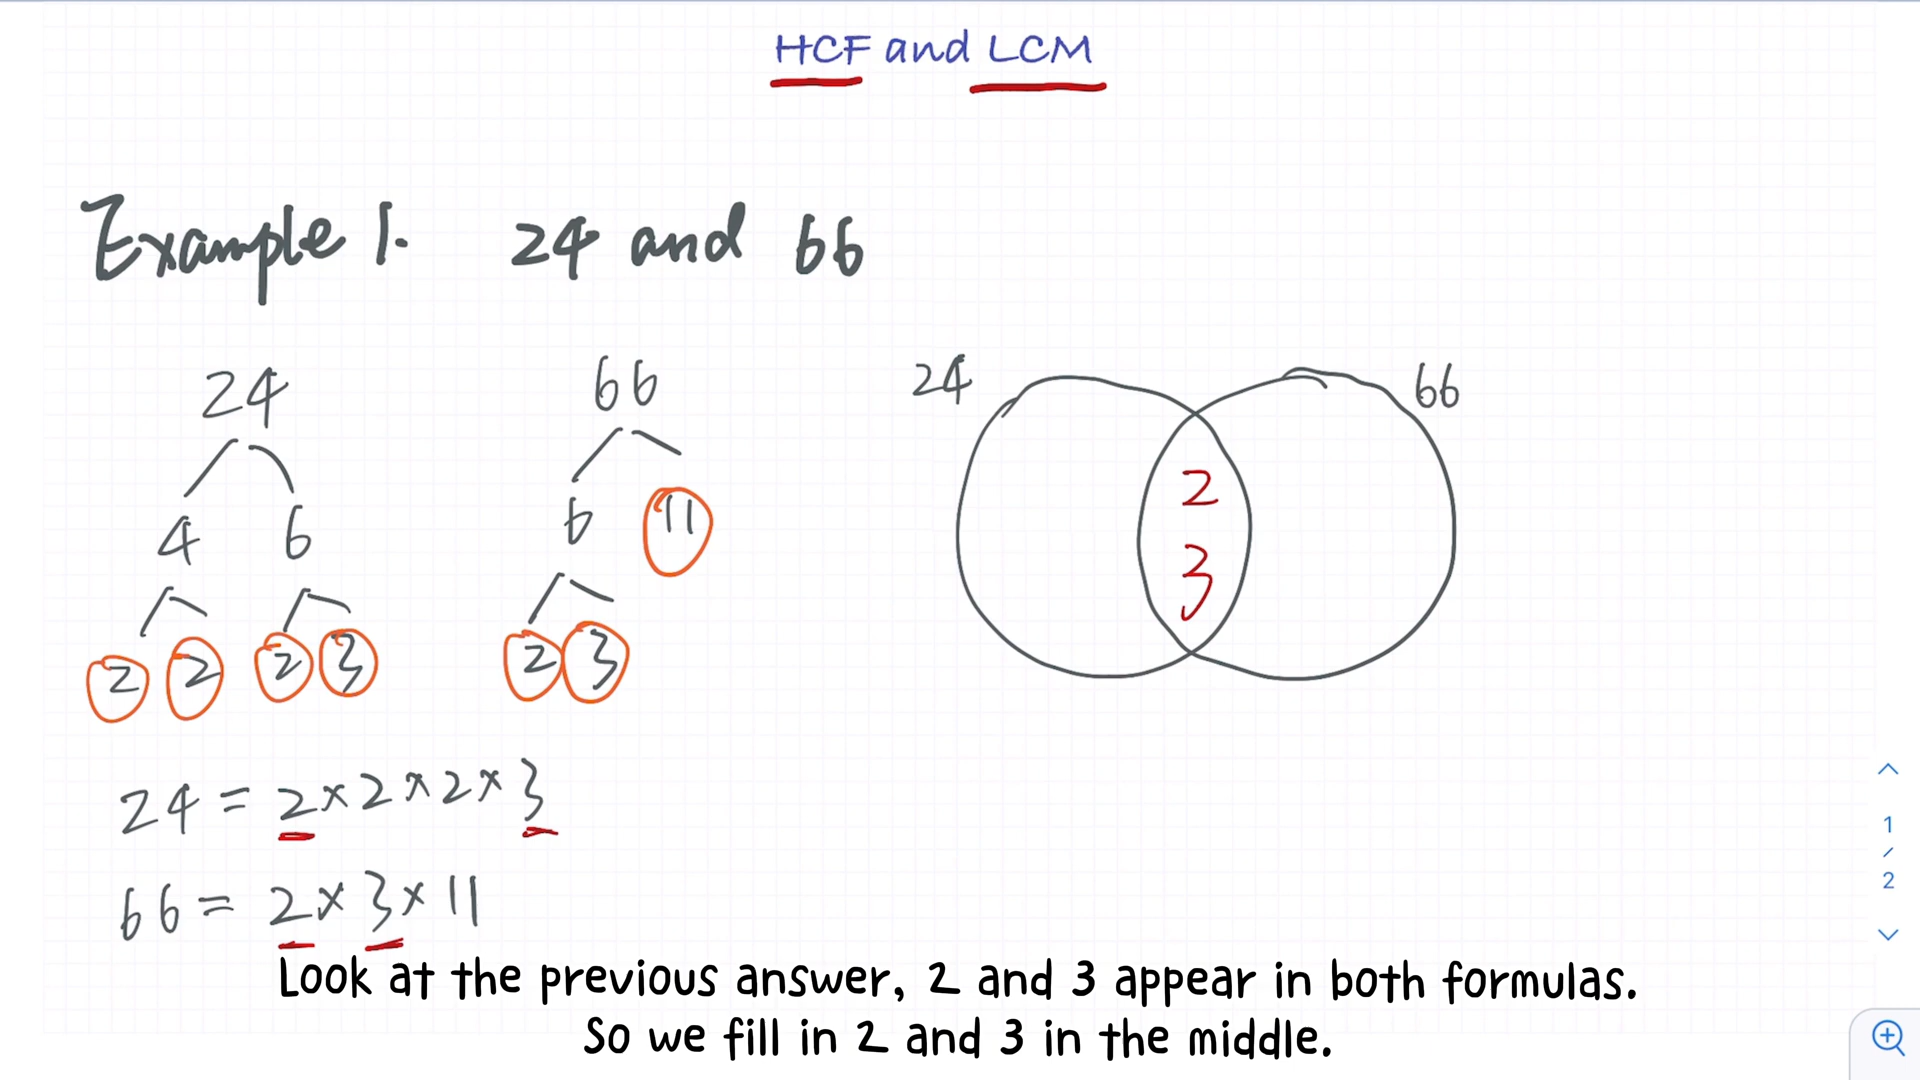 HCF and LCM
Example 1. 24 and 66
24
4 6
2 2 2 3
66
6 11
2 3
24 66
2
3
24 = 2 × 2 × 2 × 3
66 = 2 × 3 × 11
1
/
2
Look at the previous answer, 2 and 3 appear in both formulas.
So we fill in 2 and 3 in the middle.